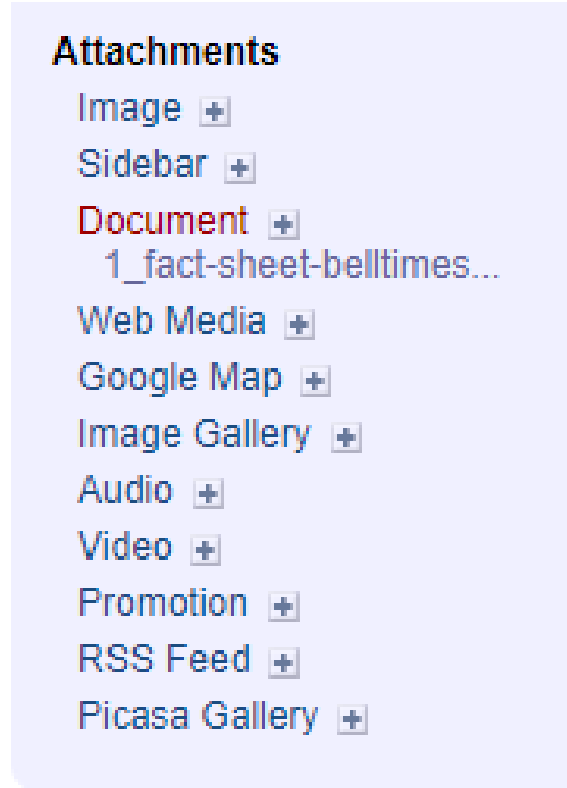 Attachments
Image
Sidebar
Document
1_fact-sheet-belltimes...
Web Media
Google Map
Image Gallery
Audio
Video
Promotion
RSS Feed
Picasa Gallery